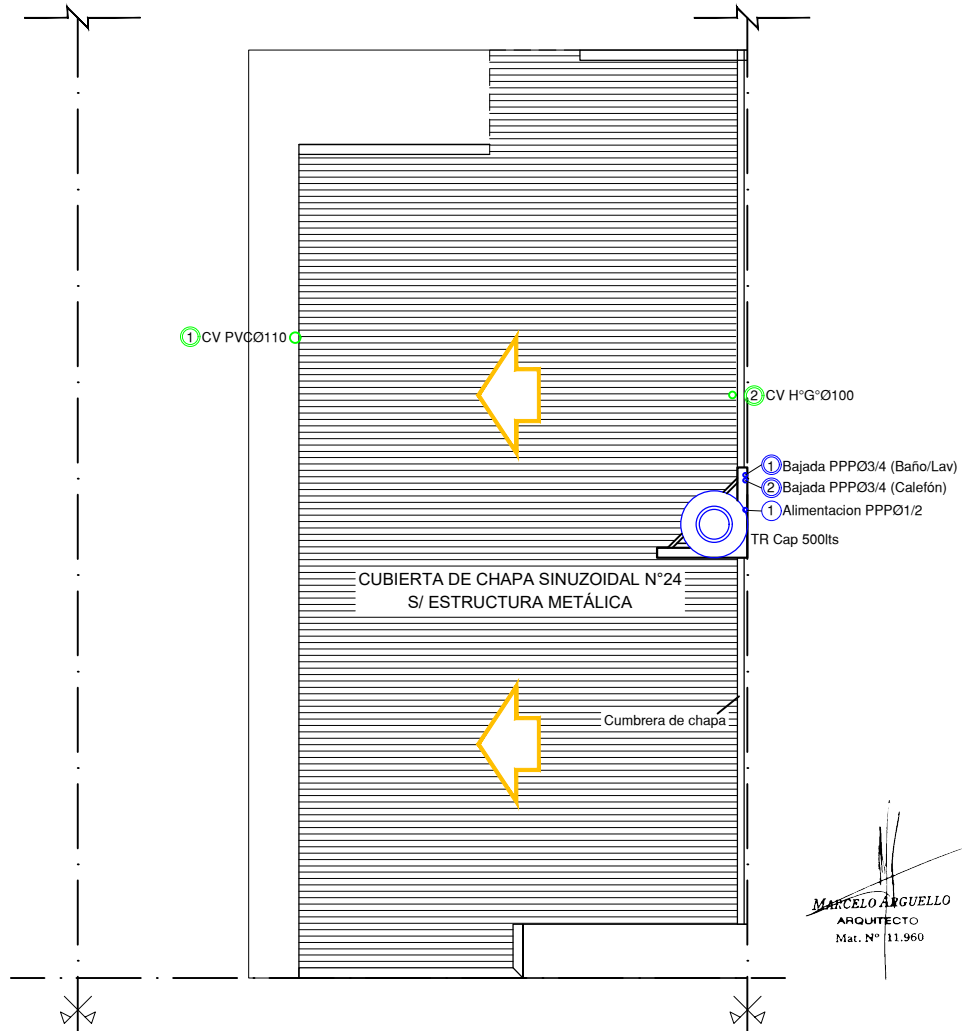 1 CV PVCØ110
2 CV H°G°Ø100
1 Bajada PPPØ3/4 (Baño/Lav)
2 Bajada PPPØ3/4 (Calefón)
1 Alimentacion PPPØ1/2
TR Cap 500lts
CUBIERTA DE CHAPA SINUZOIDAL N°24
S/ ESTRUCTURA METÁLICA
Cumbrera de chapa
MARCELO ARGUELLO
ARQUITECTO
Mat. Nº 11.960